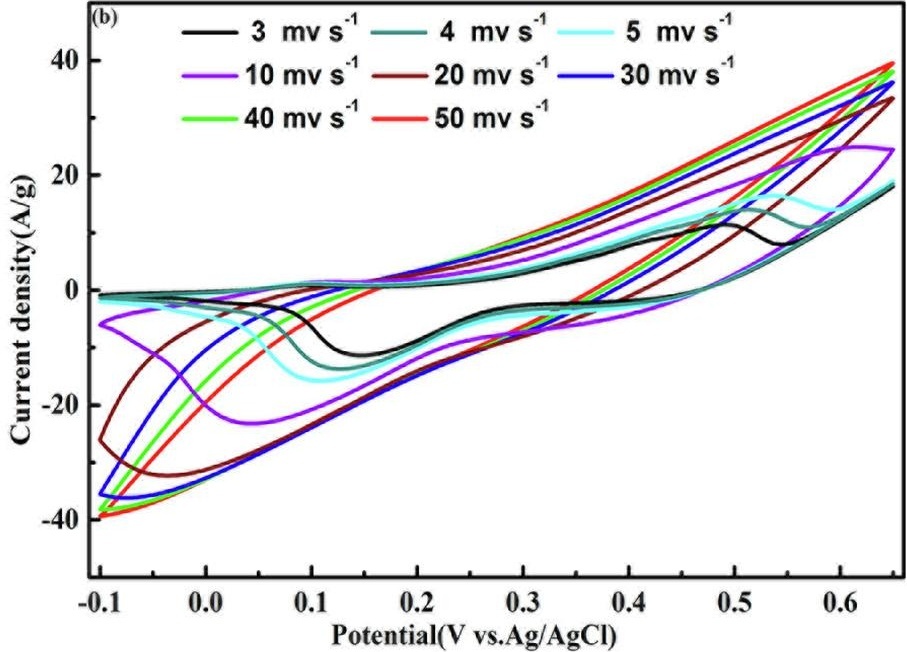 (b)
3 mv s-1 4 mv s-1 5 mv s-1
10 mv s-1 20 mv s-1 30 mv s-1
40 mv s-1 50 mv s-1
40
20
0
-20
-40
Current density(A/g)
-0.1 0.0 0.1 0.2 0.3 0.4 0.5 0.6
Potential(V vs.Ag/AgCl)